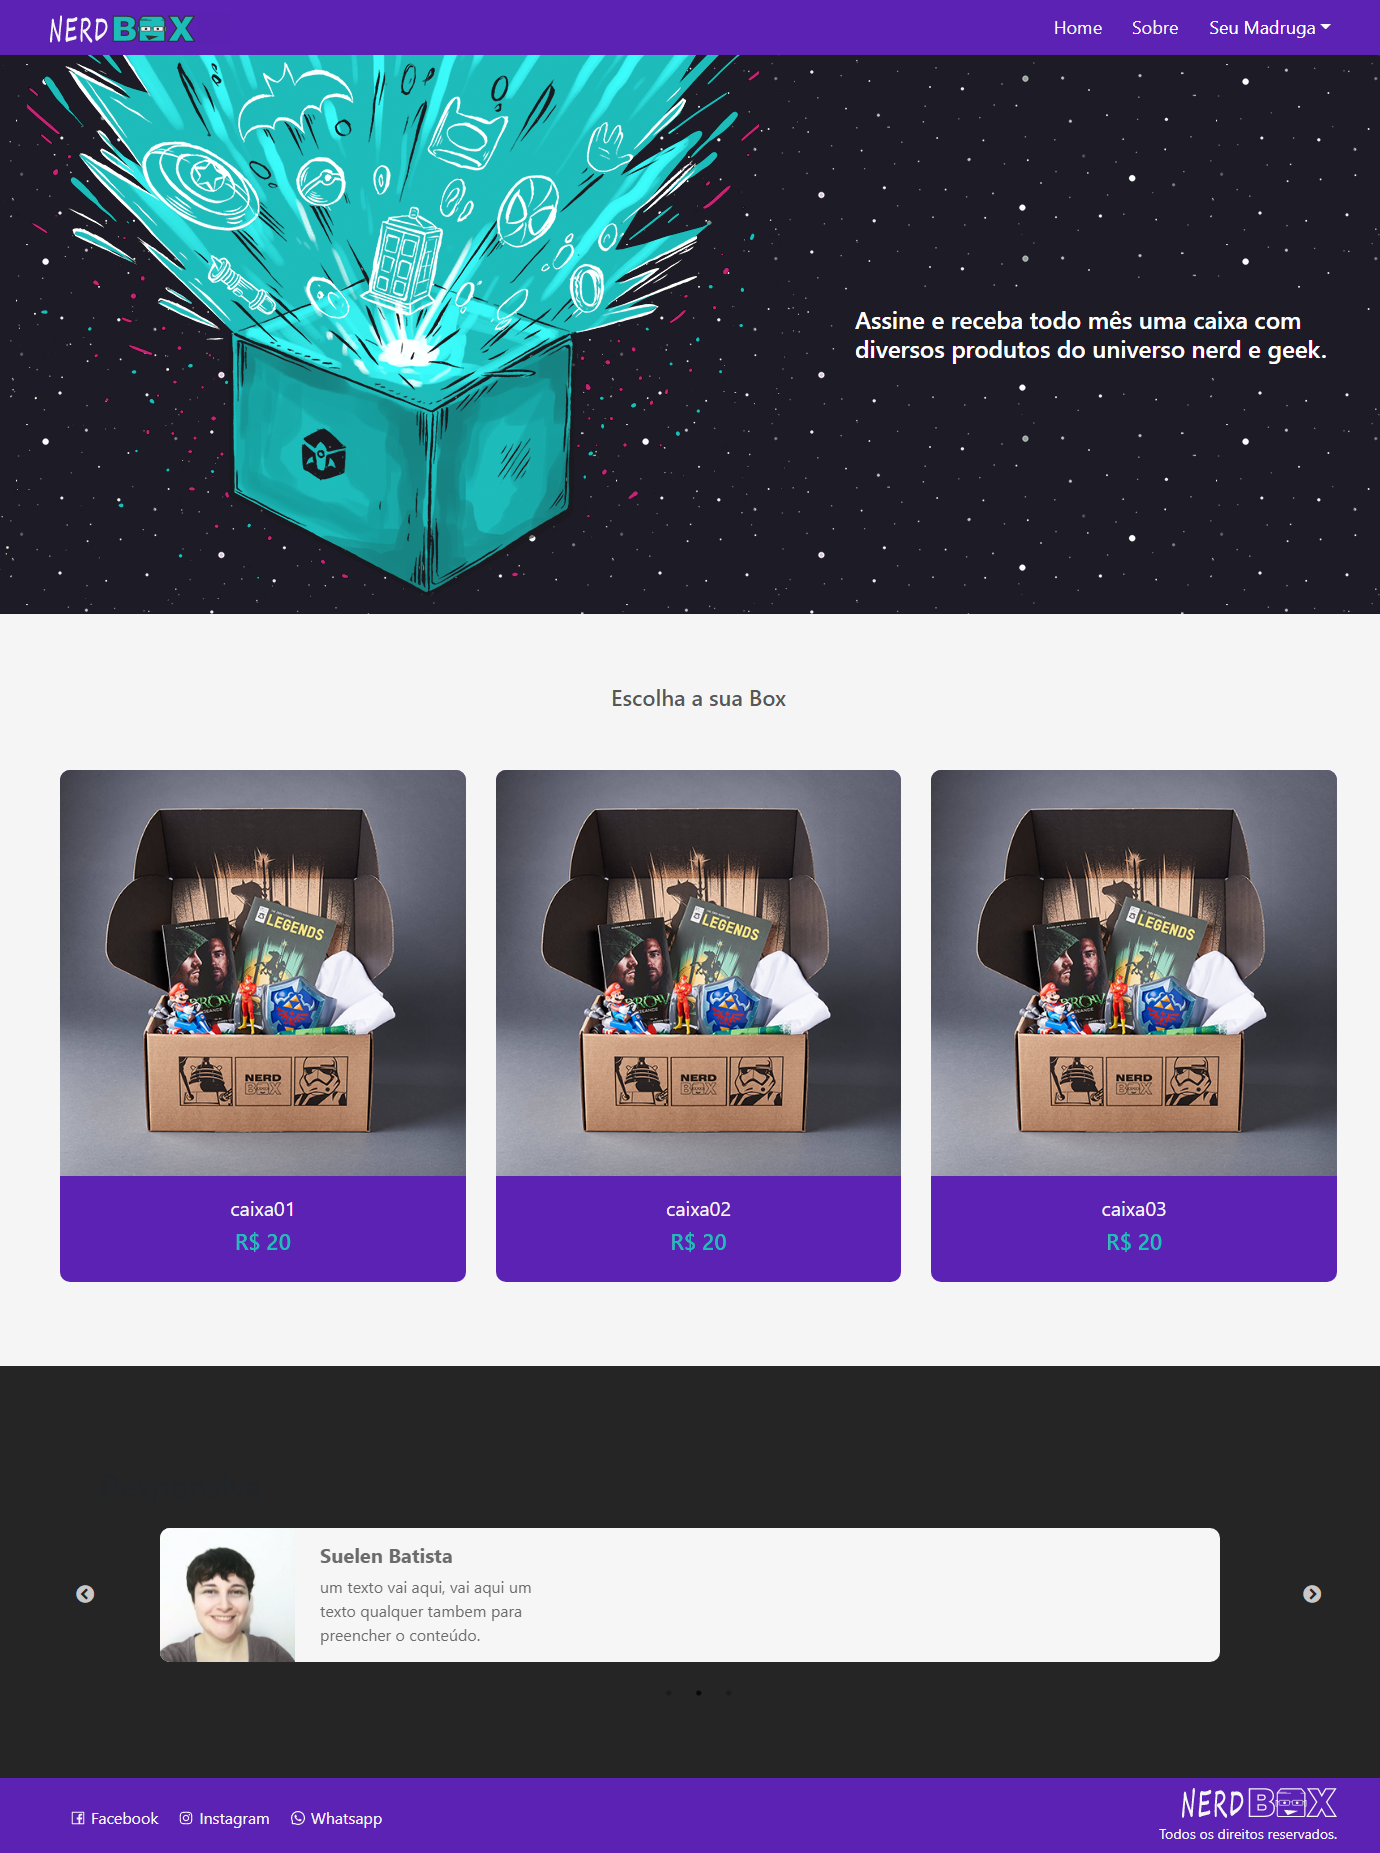 NERD BOX
Home
Sobre
Seu Madruga
Assine e receba todo mês uma caixa com
diversos produtos do universo nerd e geek.
Escolha a sua Box
LEGENDS
NERD
BOX
LEGENDS
NERD
BOX
LEGENDS
NERD
BOX
caixa01
R$ 20
caixa02
R$ 20
caixa03
R$ 20
Suelen Batista
um texto vai aqui, vai aqui um
texto qualquer tambem para
preencher o conteúdo.
Facebook
Instagram
Whatsapp
NERD BOX
Todos os direitos reservados.